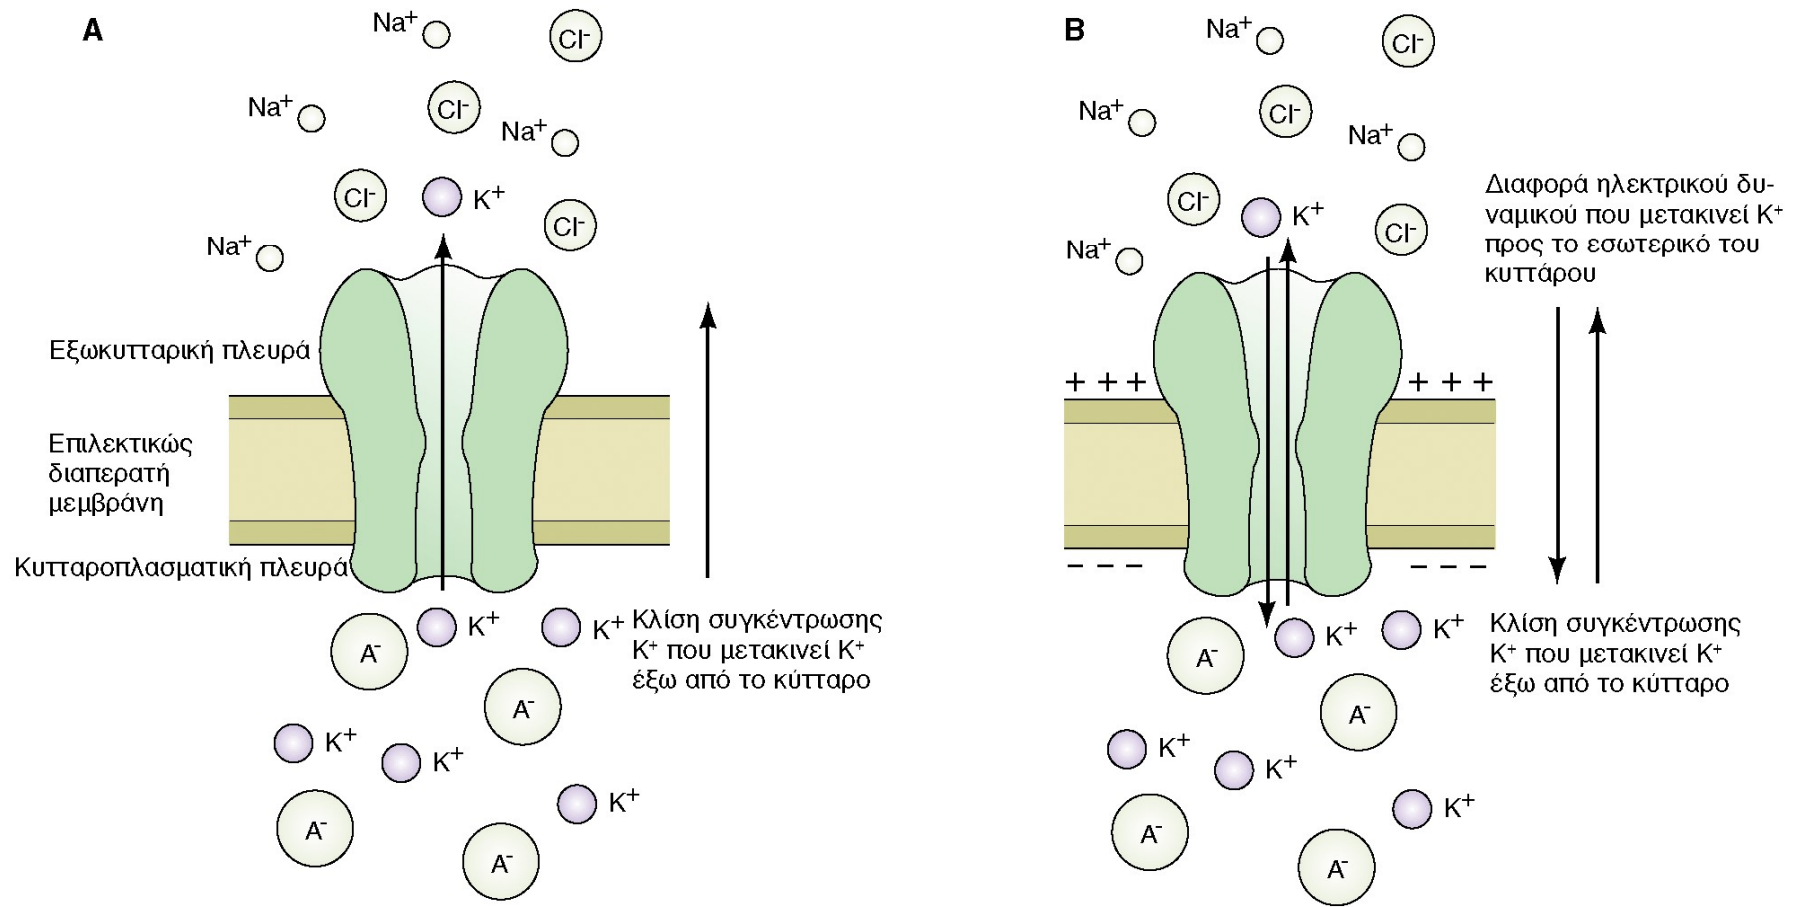 A
Na⁺
Cl⁻
Na⁺
Cl⁻
Na⁺
Cl⁻
K⁺
Cl⁻
Na⁺
Εξωκυτταρική πλευρά
Επιλεκτικώς
διαπερατή
μεμβράνη
Κυτταροπλασματική πλευρά
A⁻
K⁺
K⁺
Κλίση συγκέντρωσης
K⁺ που μετακινεί K⁺
έξω από το κύτταρο
A⁻
K⁺
K⁺
K⁺
A⁻
A⁻
B
Na⁺
Cl⁻
Na⁺
Cl⁻
Na⁺
Cl⁻
K⁺
Cl⁻
Na⁺
Διαφορά ηλεκτρικού δυ-
ναμικού που μετακινεί K⁺
προς το εσωτερικό του
κυττάρου
+ + +
+ + +
− − −
− − −
A⁻
K⁺
K⁺
Κλίση συγκέντρωσης
K⁺ που μετακινεί K⁺
έξω από το κύτταρο
A⁻
K⁺
K⁺
K⁺
A⁻
A⁻